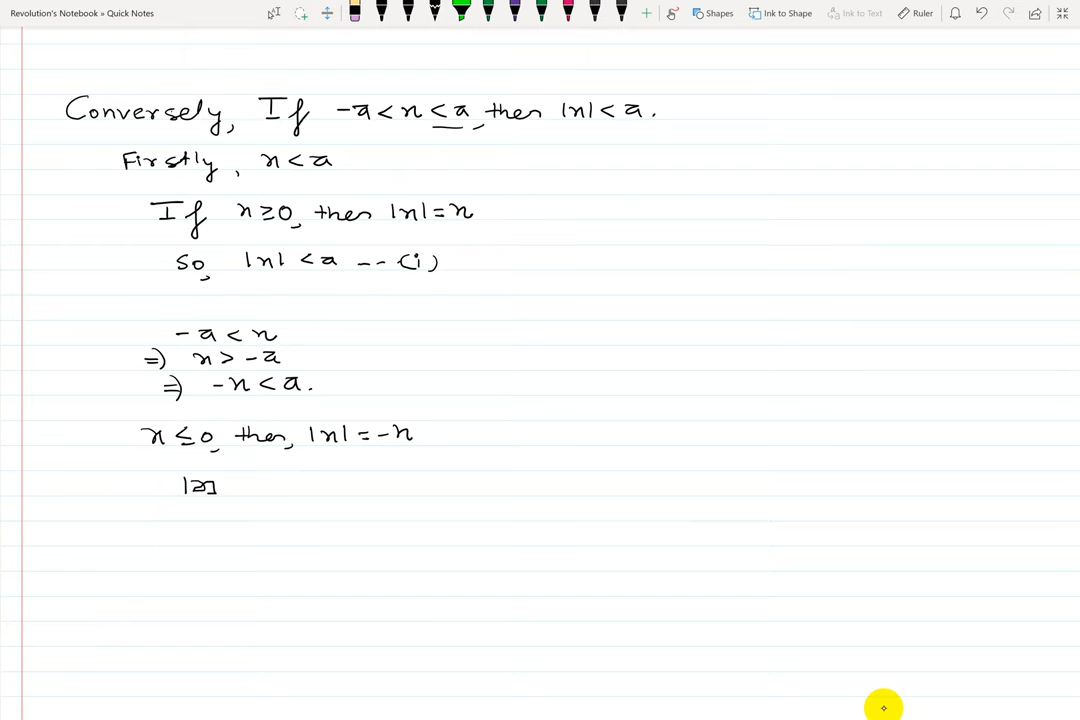 Revolution's Notebook » Quick Notes
Shapes
Ink to Shape
Ink to Text
Ruler
Conversely, If -a < x < a, then |x| < a.
Firstly, x < a
If x ≥ 0, then |x| = x
So, |x| < a -- (i)
-a < x
⇒) x > -a
⇒) -x < a.
x ≤ 0, then, |x| = -x